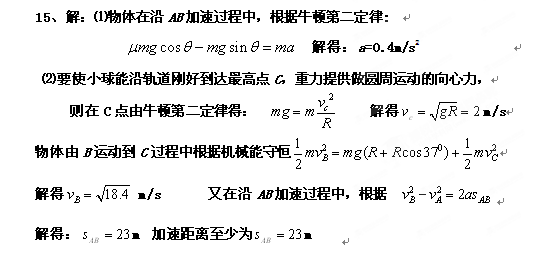 15、解：⑴物体在沿 AB 加速过程中，根据牛顿第二定律：
μmg cos θ − mg sin θ = ma 解得：a=0.4m/s²
⑵要使小球能沿轨道刚好到达最高点 C，重力提供做圆周运动的向心力，
则在 C 点由牛顿第二定律得： mg = m v_c²/R 解得 v_c = √(gR) = 2 m/s
物体由 B 运动到 C 过程中根据机械能守恒 1/2 mv_B² = mg(R + R cos 37⁰) + 1/2 mv_C²
解得 v_B = √18.4 m/s 又在沿 AB 加速过程中，根据 v_B² − v_A² = 2as_AB
解得：s_AB = 23m 加速距离至少为 s_AB = 23m